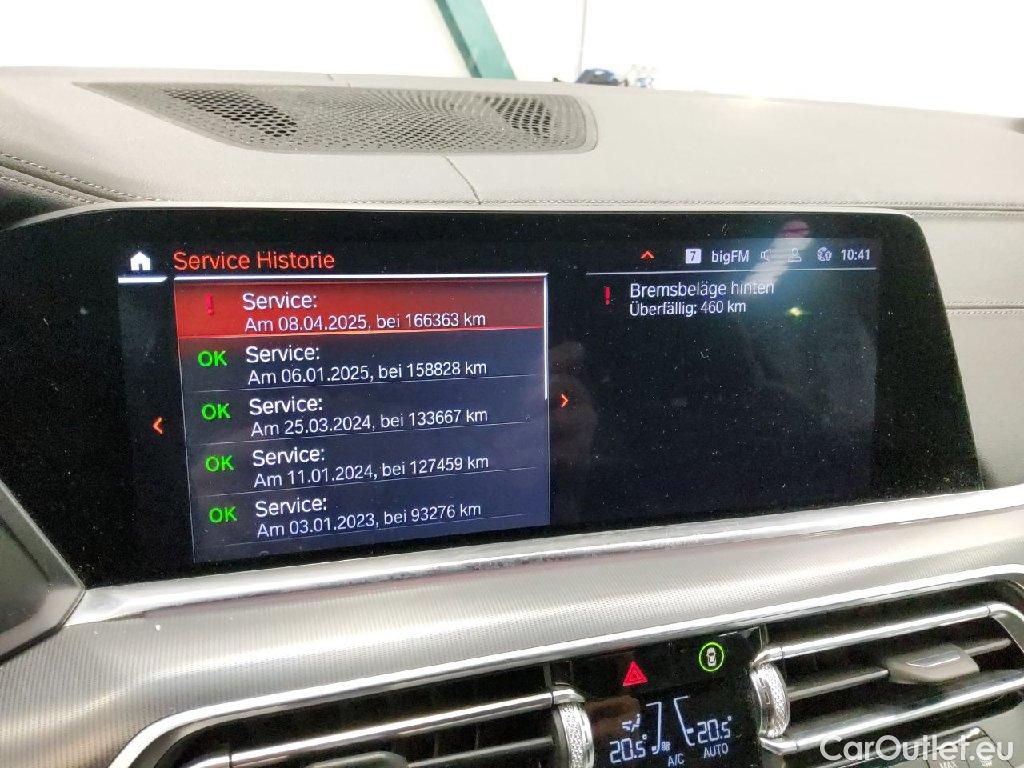 Service Historie
7 bigFM 10:41
! Service:
Am 08.04.2025, bei 166363 km
OK Service:
Am 06.01.2025, bei 158828 km
OK Service:
Am 25.03.2024, bei 133667 km
OK Service:
Am 11.01.2024, bei 127459 km
OK Service:
Am 03.01.2023, bei 93276 km
! Bremsbeläge hinten
Überfällig: 460 km
20.5°
A/C
20.5°
AUTO
MAX
CarOutlet.eu